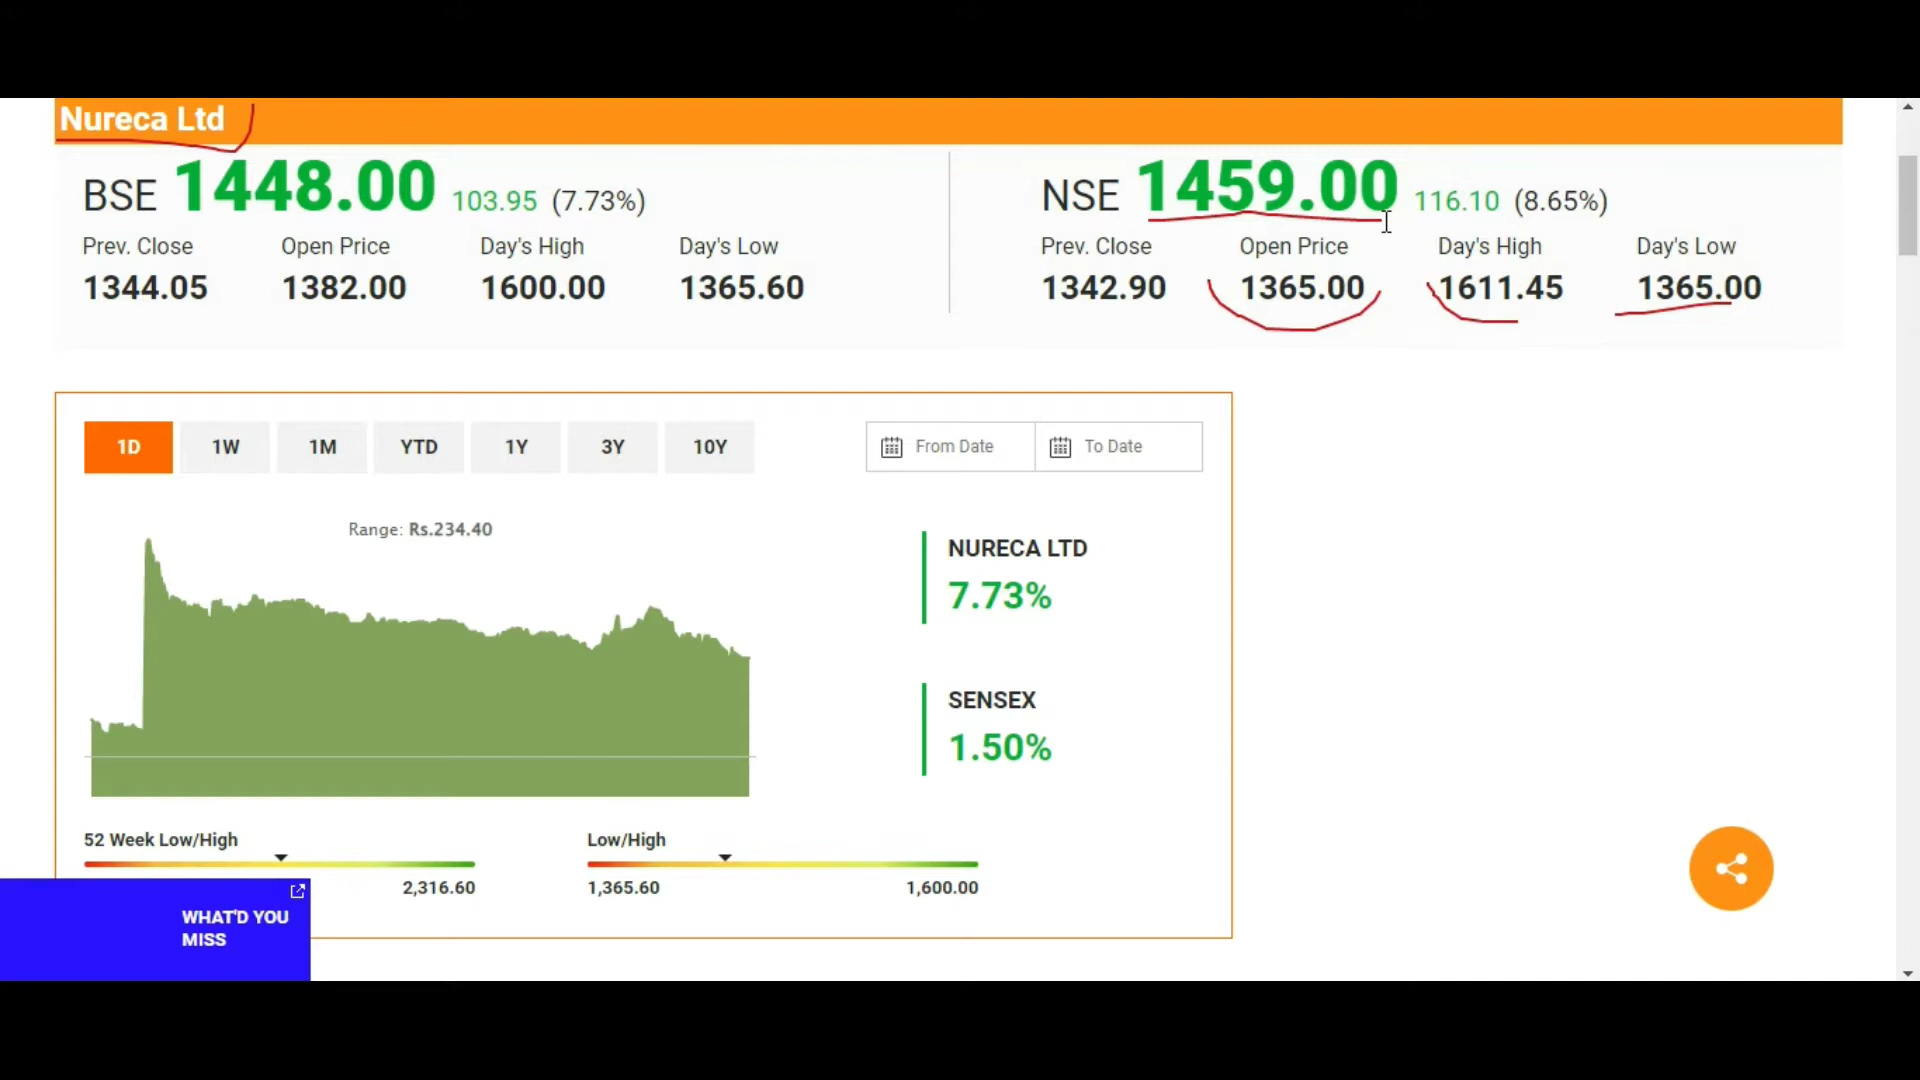 Nureca Ltd
BSE 1448.00 103.95 (7.73%)
Prev. Close Open Price Day's High Day's Low
1344.05 1382.00 1600.00 1365.60
NSE 1459.00 116.10 (8.65%)
Prev. Close Open Price Day's High Day's Low
1342.90 1365.00 1611.45 1365.00
1D 1W 1M YTD 1Y 3Y 10Y
From Date To Date
Range: Rs.234.40
NURECA LTD
7.73%
SENSEX
1.50%
52 Week Low/High
2,316.60
Low/High
1,365.60 1,600.00
WHAT'D YOU
MISS